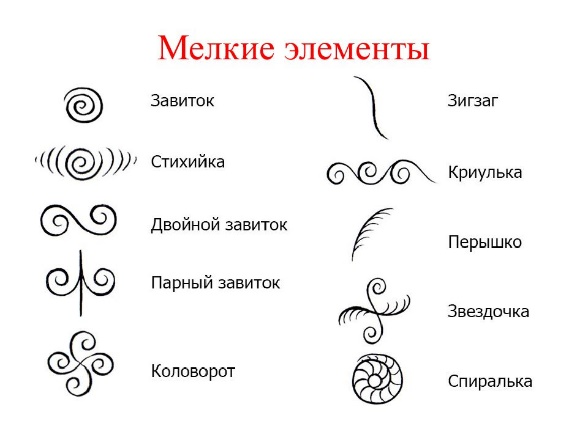 Мелкие элементы
Завиток
Стихийка
Двойной завиток
Парный завиток
Коловорот
Зигзаг
Криулька
Перышко
Звездочка
Спиралька